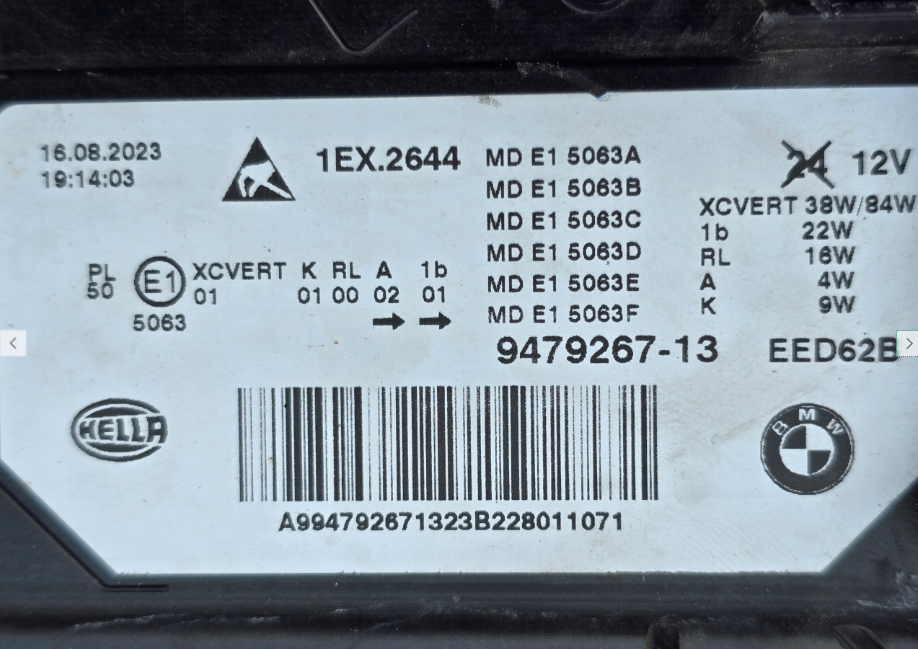 16.08.2023
19:14:03
1EX.2644
MD E1 5063A
MD E1 5063B
MD E1 5063C
MD E1 5063D
MD E1 5063E
MD E1 5063F
24 12V
XCVERT 38W/84W
1b 22W
RL 16W
A 4W
K 9W
PL
50
E1
XCVERT K RL A 1b
01 01 00 02 01
5063
9479267-13
EED62B
HELLA
BMW
A994792671323B228011071